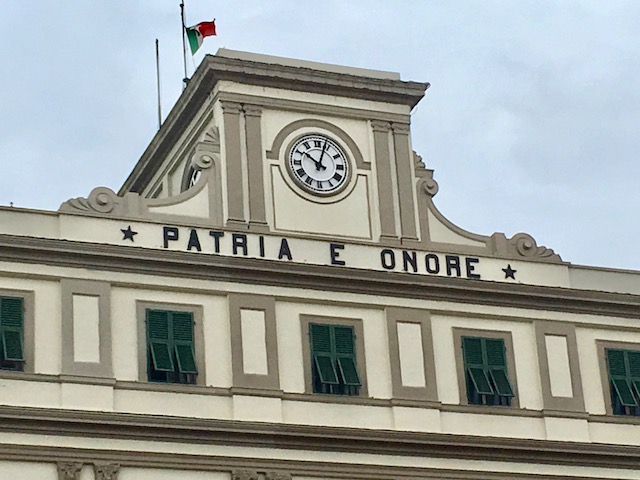 ★ PATRIA E ONORE ★